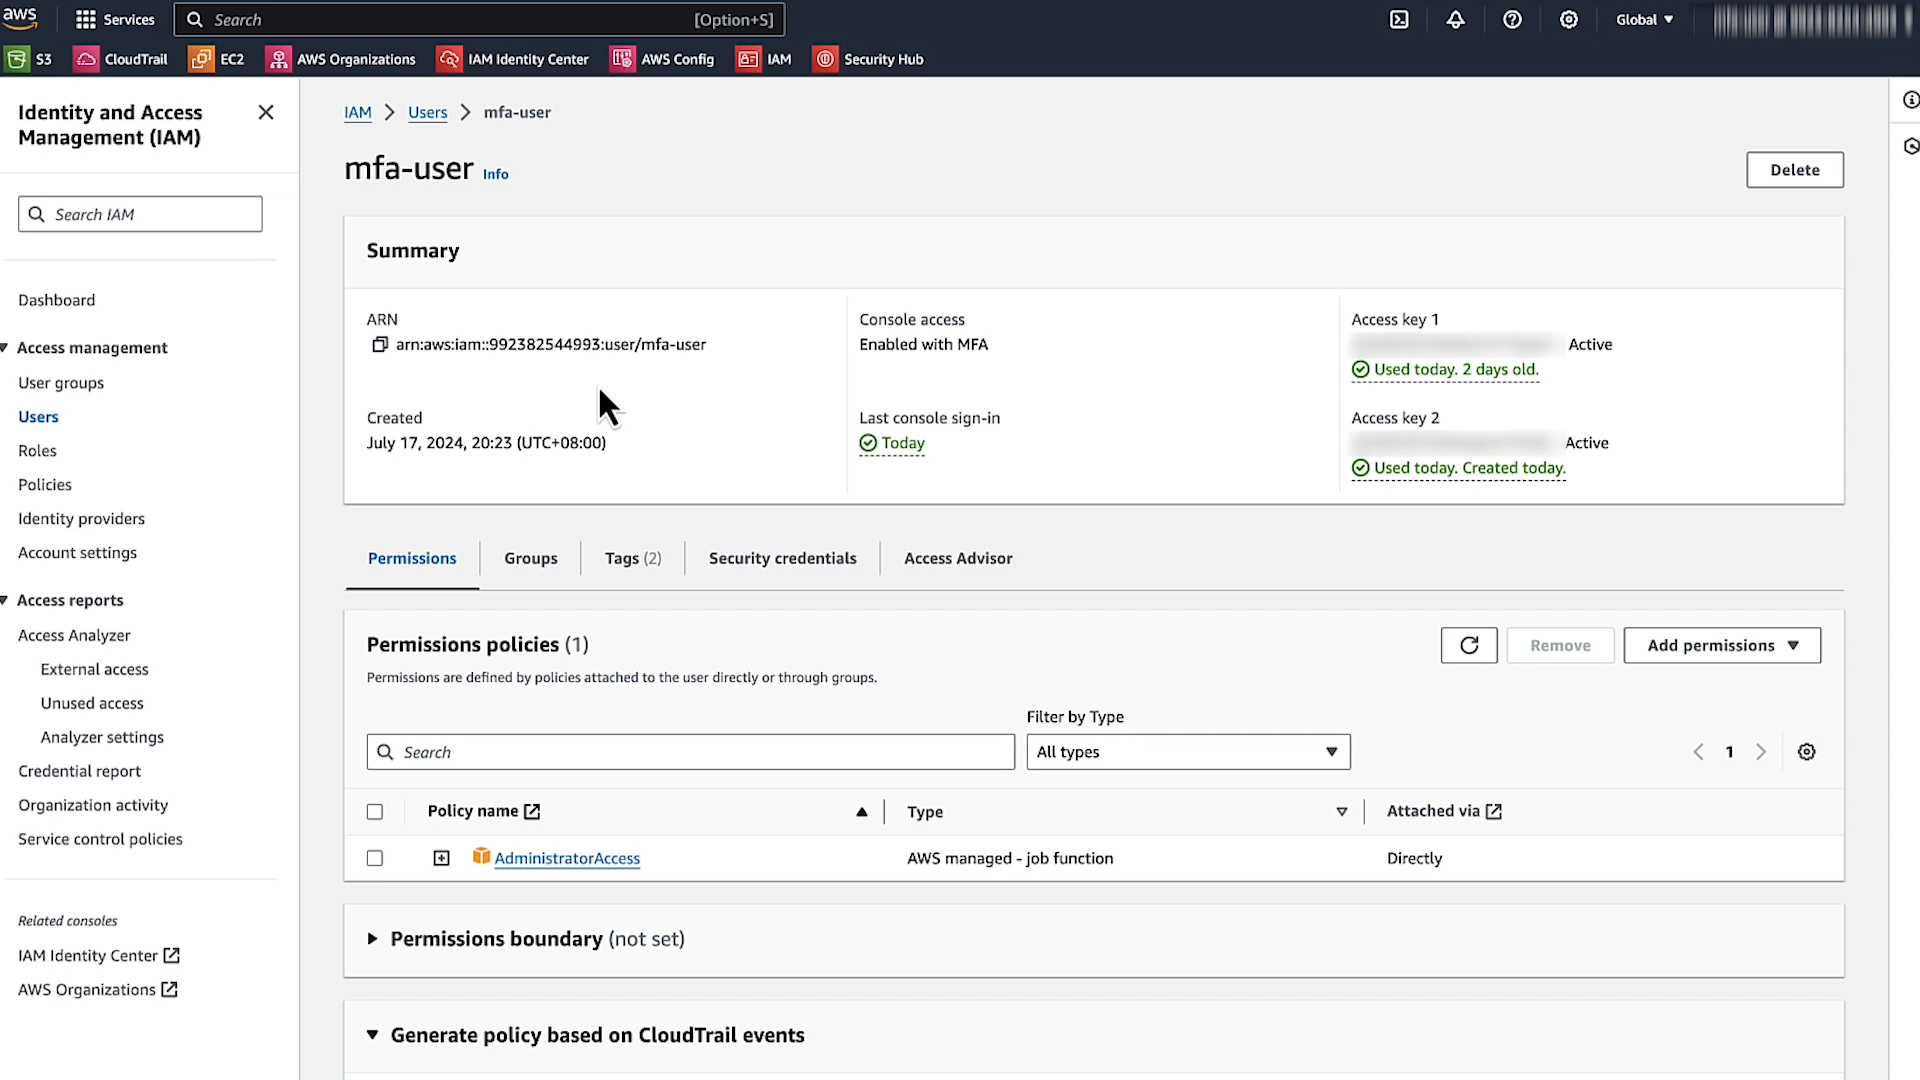 aws
Services
Search
[Option+S]
Global
S3
CloudTrail
EC2
AWS Organizations
IAM Identity Center
AWS Config
IAM
Security Hub
Identity and Access
Management (IAM)
Search IAM
Dashboard
Access management
User groups
Users
Roles
Policies
Identity providers
Account settings
Access reports
Access Analyzer
External access
Unused access
Analyzer settings
Credential report
Organization activity
Service control policies
Related consoles
IAM Identity Center
AWS Organizations
IAM > Users > mfa-user
mfa-user Info
Delete
Summary
ARN
arn:aws:iam::992382544993:user/mfa-user
Created
July 17, 2024, 20:23 (UTC+08:00)
Console access
Enabled with MFA
Last console sign-in
Today
Access key 1
Active
Used today. 2 days old.
Access key 2
Active
Used today. Created today.
Permissions
Groups
Tags (2)
Security credentials
Access Advisor
Permissions policies (1)
Permissions are defined by policies attached to the user directly or through groups.
Remove
Add permissions
Filter by Type
Search
All types
1
Policy name
Type
Attached via
AdministratorAccess
AWS managed - job function
Directly
Permissions boundary (not set)
Generate policy based on CloudTrail events